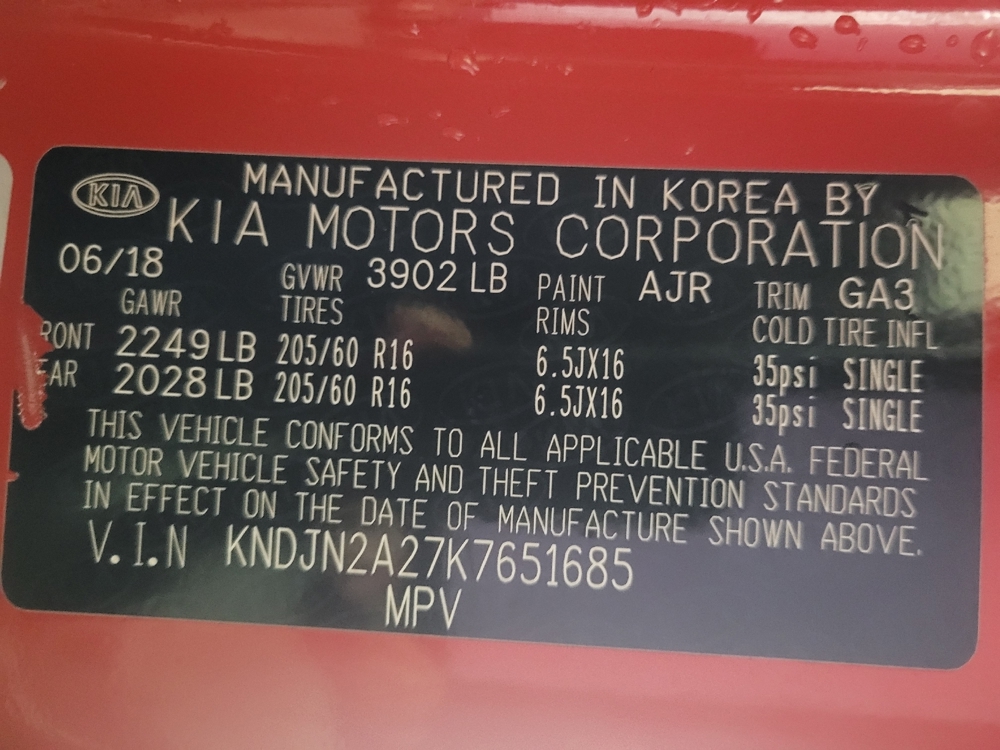 KIA MANUFACTURED IN KOREA BY
KIA MOTORS CORPORATION
06/18 GVWR 3902 LB PAINT AJR TRIM GA3
GAWR TIRES RIMS COLD TIRE INFL
RONT 2249 LB 205/60 R16 6.5JX16 35psi SINGLE
EAR 2028 LB 205/60 R16 6.5JX16 35psi SINGLE
THIS VEHICLE CONFORMS TO ALL APPLICABLE U.S.A. FEDERAL
MOTOR VEHICLE SAFETY AND THEFT PREVENTION STANDARDS
IN EFFECT ON THE DATE OF MANUFACTURE SHOWN ABOVE.
V.I.N KNDJN2A27K7651685
MPV